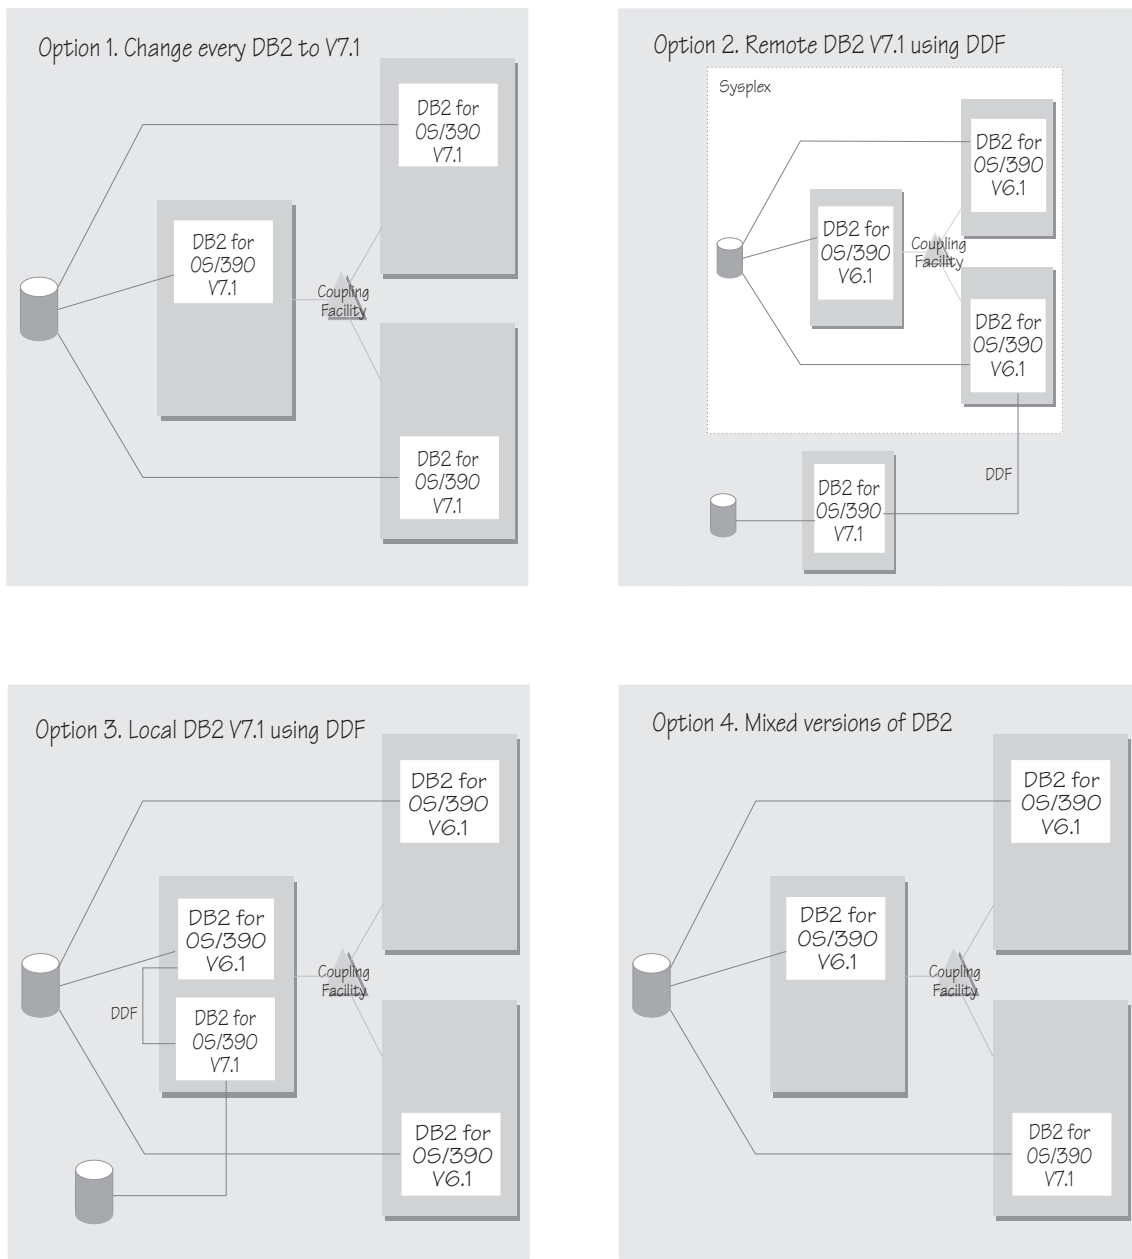 Option 1. Change every DB2 to V7.1
DB2 for
OS/390
V7.1
DB2 for
OS/390
V7.1
Coupling
Facility
DB2 for
OS/390
V7.1
Option 2. Remote DB2 V7.1 using DDF
Sysplex
DB2 for
OS/390
V6.1
DB2 for
OS/390
V6.1
Coupling
Facility
DB2 for
OS/390
V6.1
DDF
DB2 for
OS/390
V7.1
Option 3. Local DB2 V7.1 using DDF
DB2 for
OS/390
V6.1
DB2 for
OS/390
V6.1
Coupling
Facility
DDF
DB2 for
OS/390
V7.1
DB2 for
OS/390
V6.1
Option 4. Mixed versions of DB2
DB2 for
OS/390
V6.1
DB2 for
OS/390
V6.1
Coupling
Facility
DB2 for
OS/390
V7.1